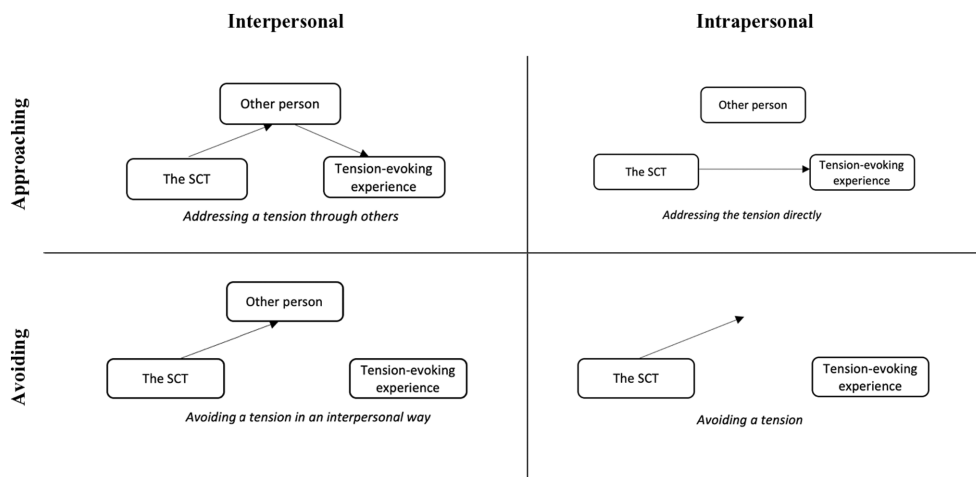 Interpersonal
Intrapersonal
Approaching
Other person
The SCT
Tension-evoking
experience
Addressing a tension through others
Other person
The SCT
Tension-evoking
experience
Addressing the tension directly
Avoiding
Other person
The SCT
Tension-evoking
experience
Avoiding a tension in an interpersonal way
The SCT
Tension-evoking
experience
Avoiding a tension